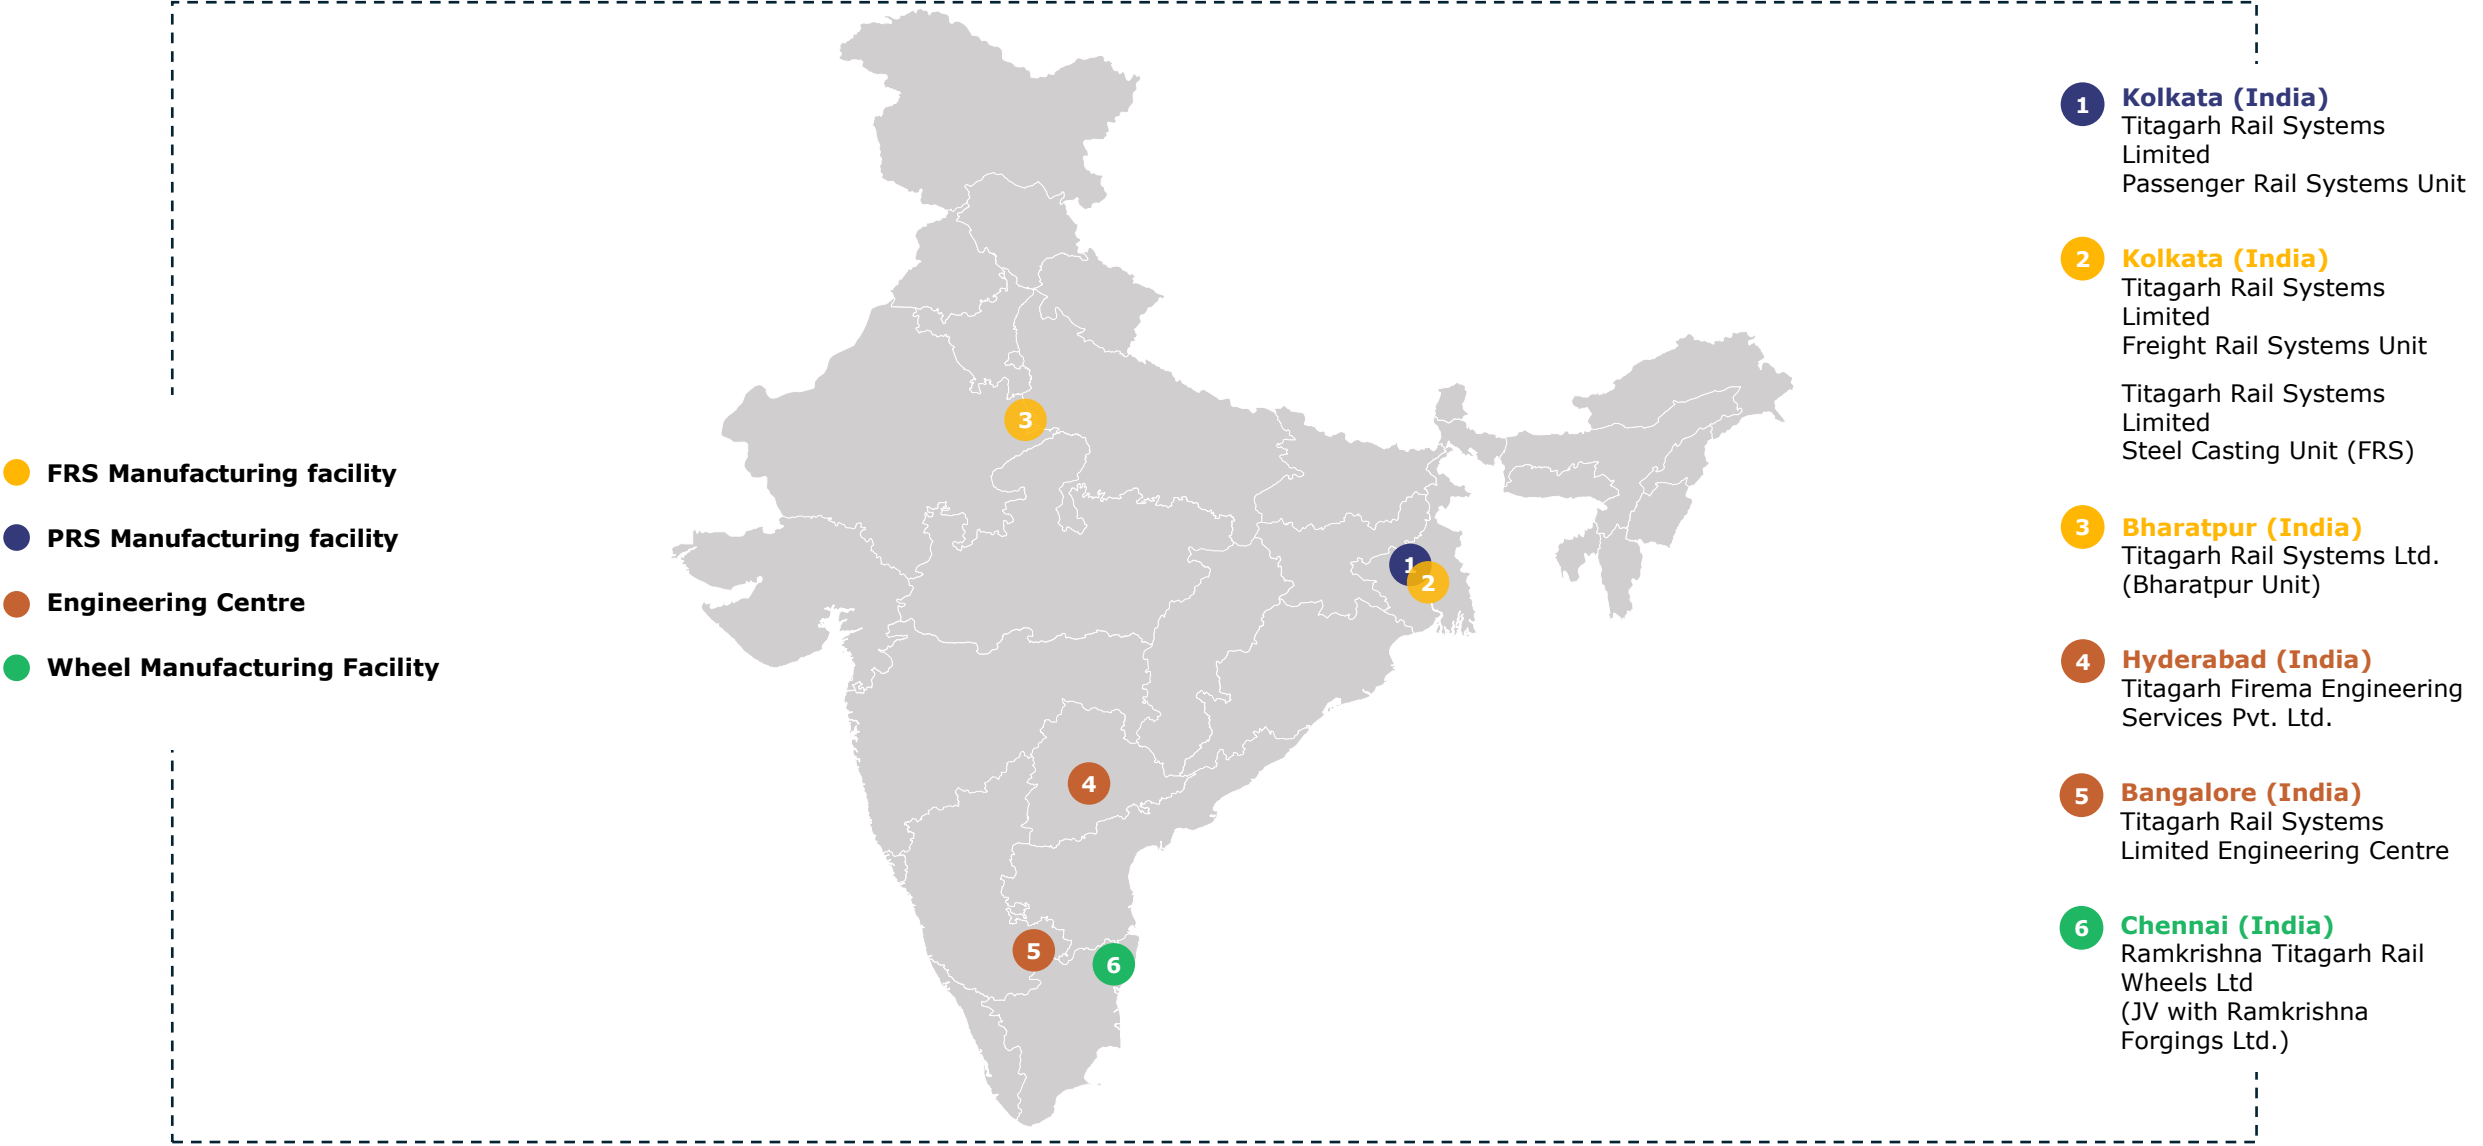 FRS Manufacturing facility
PRS Manufacturing facility
Engineering Centre
Wheel Manufacturing Facility
3
1
2
4
5
6
1
Kolkata (India)
Titagarh Rail Systems
Limited
Passenger Rail Systems Unit
2
Kolkata (India)
Titagarh Rail Systems
Limited
Freight Rail Systems Unit
Titagarh Rail Systems
Limited
Steel Casting Unit (FRS)
3
Bharatpur (India)
Titagarh Rail Systems Ltd.
(Bharatpur Unit)
4
Hyderabad (India)
Titagarh Firema Engineering
Services Pvt. Ltd.
5
Bangalore (India)
Titagarh Rail Systems
Limited Engineering Centre
6
Chennai (India)
Ramkrishna Titagarh Rail
Wheels Ltd
(JV with Ramkrishna
Forgings Ltd.)